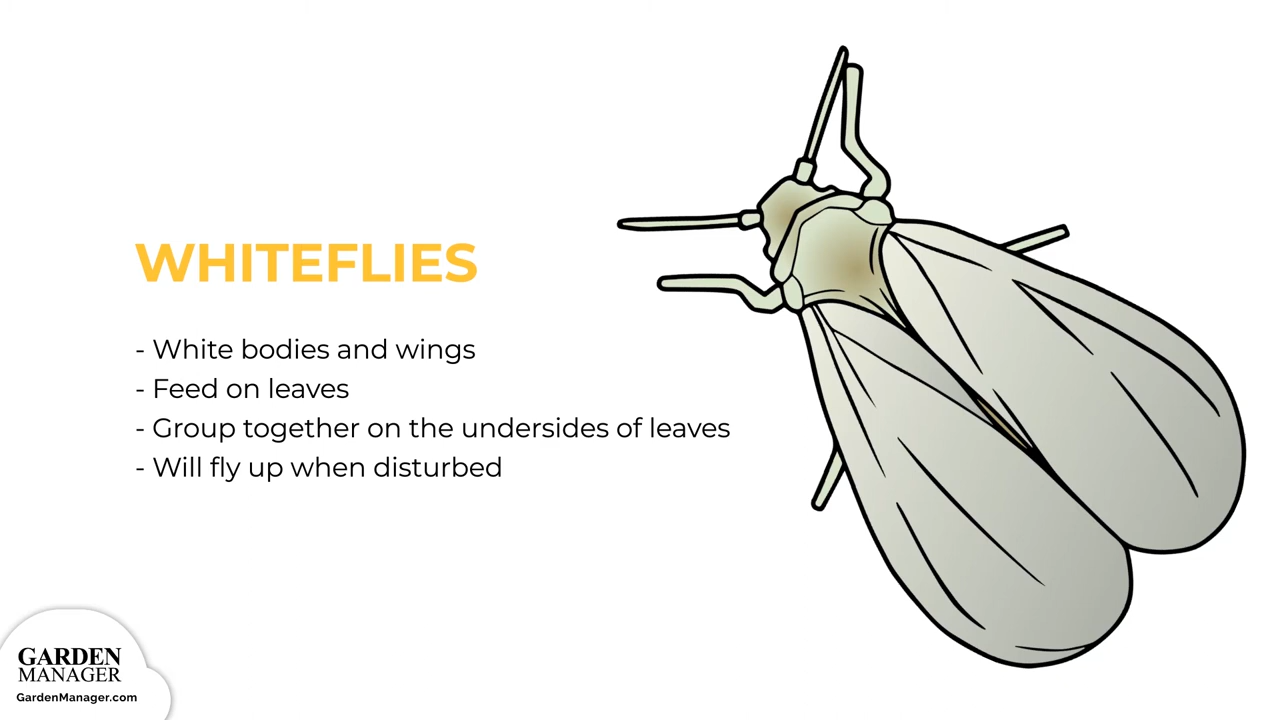 WHITEFLIES
- White bodies and wings
- Feed on leaves
- Group together on the undersides of leaves
- Will fly up when disturbed
GARDEN
MANAGER
GardenManager.com